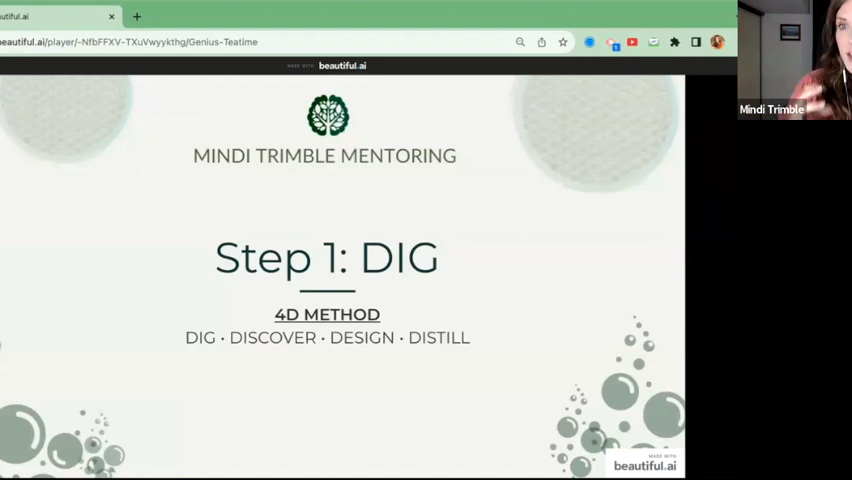 utiful.ai
beautiful.ai/player/-NfbFFXV-TXuVwyykthg/Genius-Teatime
MADE WITH beautiful.ai
Mindi Trimble
MINDI TRIMBLE MENTORING
Step 1: DIG
4D METHOD
DIG · DISCOVER · DESIGN · DISTILL
MADE WITH
beautiful.ai